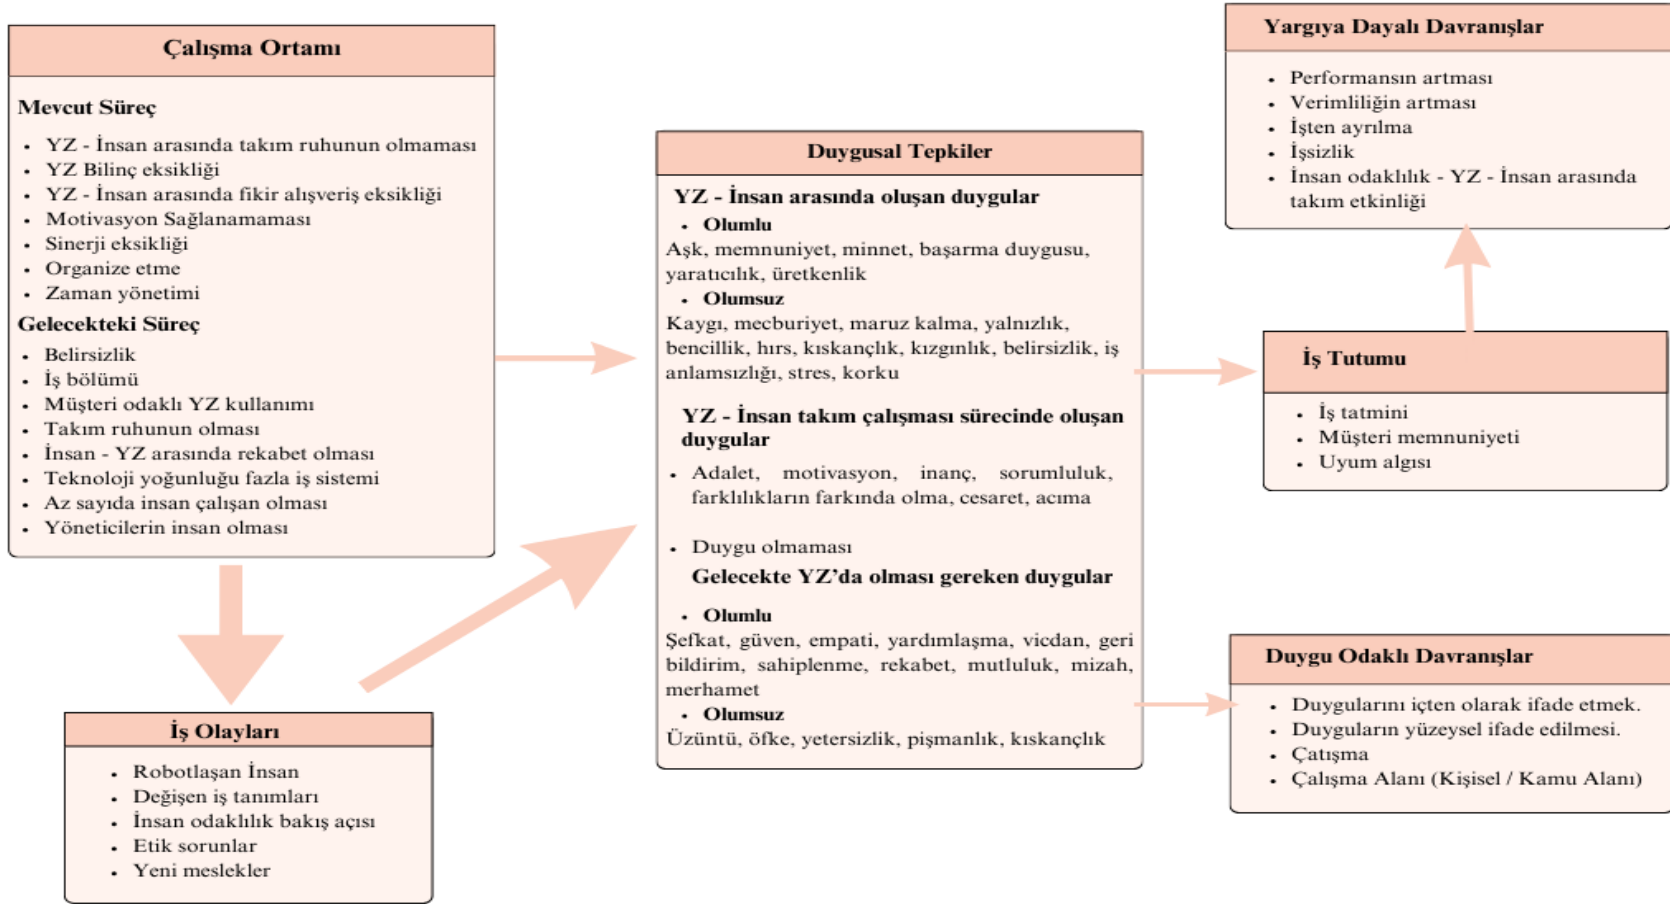 Çalışma Ortamı
Mevcut Süreç
• YZ - İnsan arasında takım ruhunun olmaması
• YZ Bilinç eksikliği
• YZ - İnsan arasında fikir alışveriş eksikliği
• Motivasyon Sağlanamaması
• Sinerji eksikliği
• Organize etme
• Zaman yönetimi
Gelecekteki Süreç
• Belirsizlik
• İş bölümü
• Müşteri odaklı YZ kullanımı
• Takım ruhunun olması
• İnsan - YZ arasında rekabet olması
• Teknoloji yoğunluğu fazla iş sistemi
• Az sayıda insan çalışan olması
• Yöneticilerin insan olması
İş Olayları
• Robotlaşan İnsan
• Değişen iş tanımları
• İnsan odaklılık bakış açısı
• Etik sorunlar
• Yeni meslekler
Duygusal Tepkiler
YZ - İnsan arasında oluşan duygular
• Olumlu
Aşk, memnuniyet, minnet, başarma duygusu,
yaratıcılık, üretkenlik
• Olumsuz
Kaygı, mecburiyet, maruz kalma, yalnızlık,
bencillik, hırs, kıskançlık, kızgınlık, belirsizlik, iş
anlamsızlığı, stres, korku
YZ - İnsan takım çalışması sürecinde oluşan
duygular
• Adalet, motivasyon, inanç, sorumluluk,
farklılıkların farkında olma, cesaret, acıma
• Duygu olmaması
Gelecekte YZ’da olması gereken duygular
• Olumlu
Şefkat, güven, empati, yardımlaşma, vicdan, geri
bildirim, sahiplenme, rekabet, mutluluk, mizah,
merhamet
• Olumsuz
Üzüntü, öfke, yetersizlik, pişmanlık, kıskançlık
Yargıya Dayalı Davranışlar
• Performansın artması
• Verimliliğin artması
• İşten ayrılma
• İşsizlik
• İnsan odaklılık - YZ - İnsan arasında
takım etkinliği
İş Tutumu
• İş tatmini
• Müşteri memnuniyeti
• Uyum algısı
Duygu Odaklı Davranışlar
• Duygularını içten olarak ifade etmek.
• Duyguların yüzeysel ifade edilmesi.
• Çatışma
• Çalışma Alanı (Kişisel / Kamu Alanı)